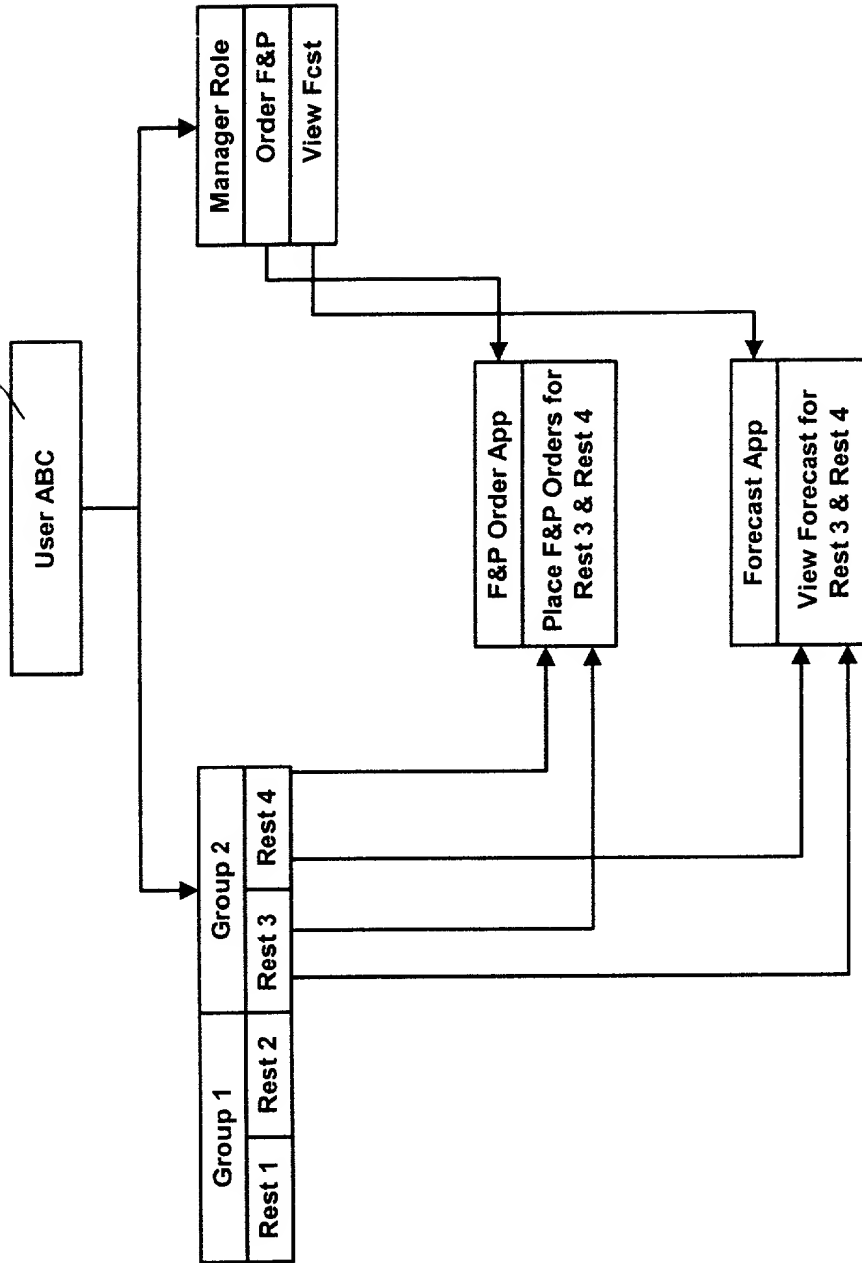 User ABC
Group 1
Group 2
Rest 1
Rest 2
Rest 3
Rest 4
Manager Role
Order F&P
View Fcst
F&P Order App
Place F&P Orders for
Rest 3 & Rest 4
Forecast App
View Forecast for
Rest 3 & Rest 4